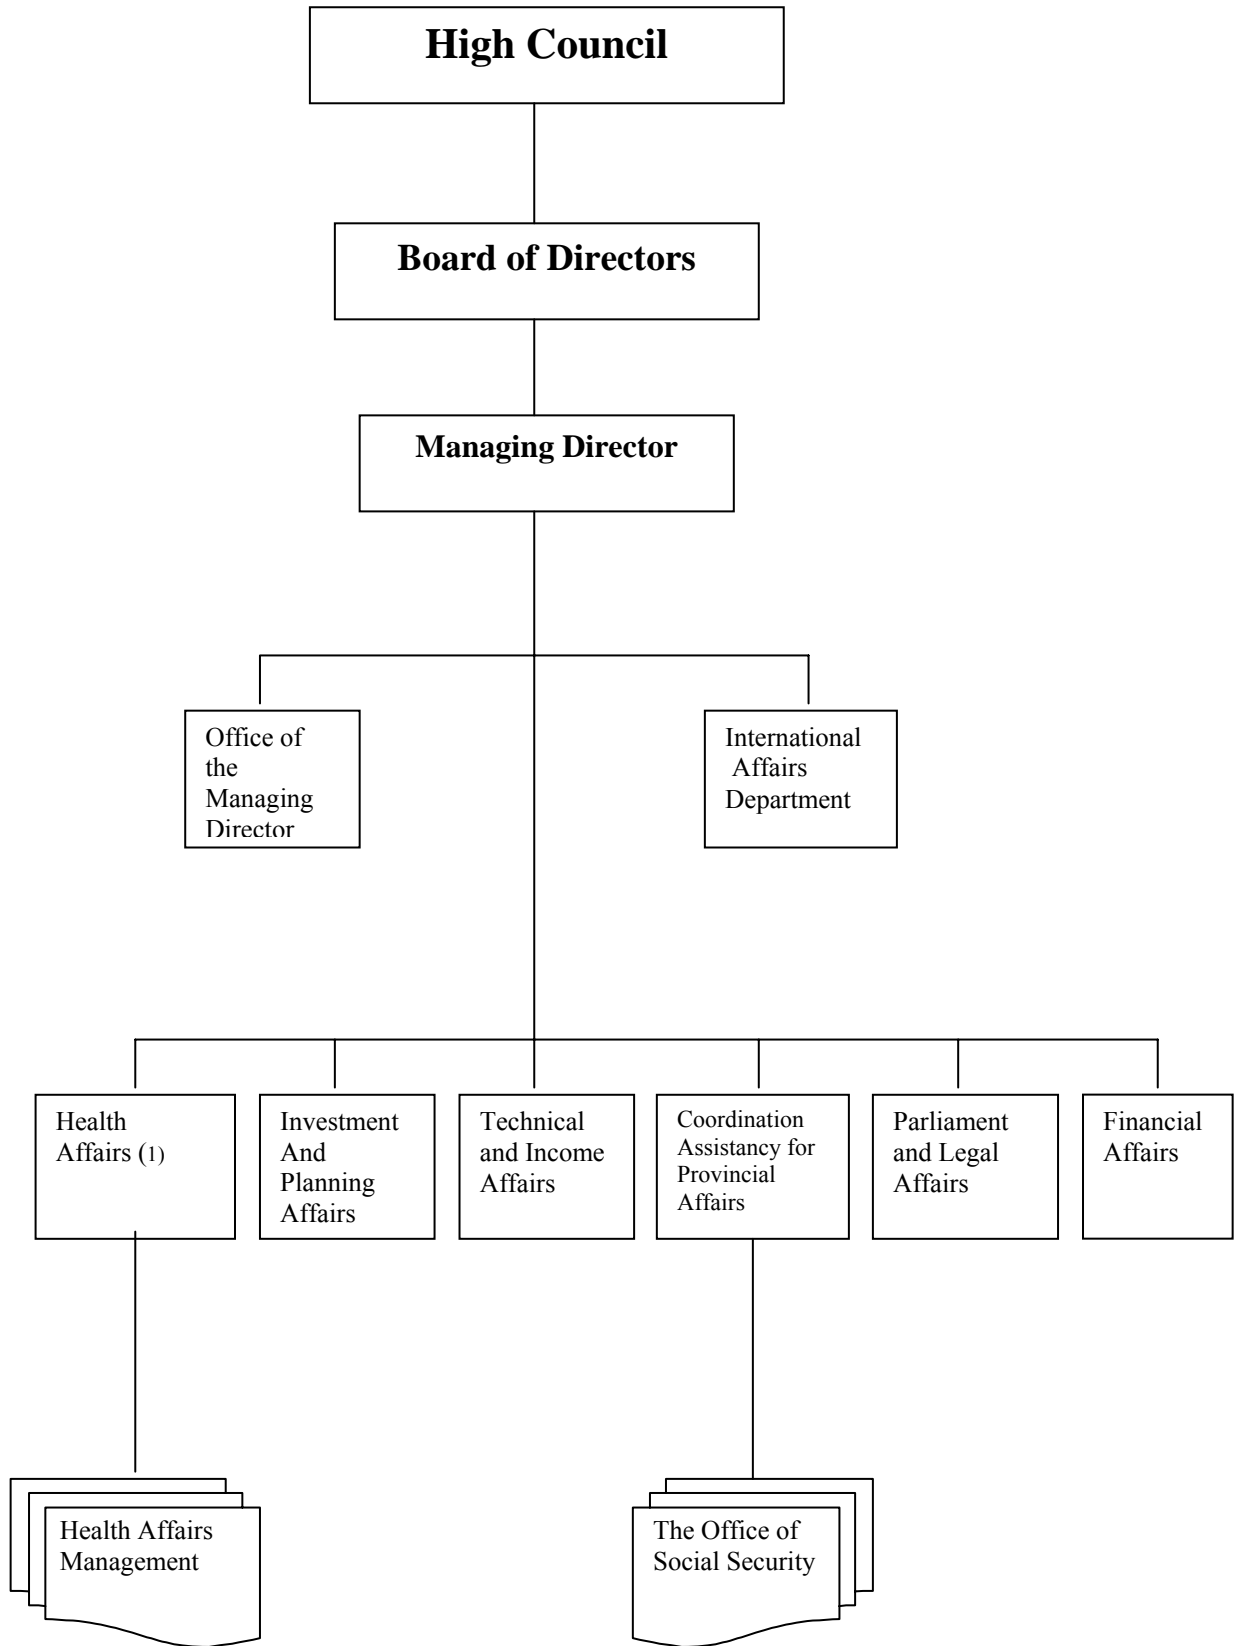 High Council
Board of Directors
Managing Director
Office of
the
Managing
Director
International
Affairs
Department
Health
Affairs (1)
Investment
And
Planning
Affairs
Technical
and Income
Affairs
Coordination
Assistancy for
Provincial
Affairs
Parliament
and Legal
Affairs
Financial
Affairs
Health Affairs
Management
The Office of
Social Security